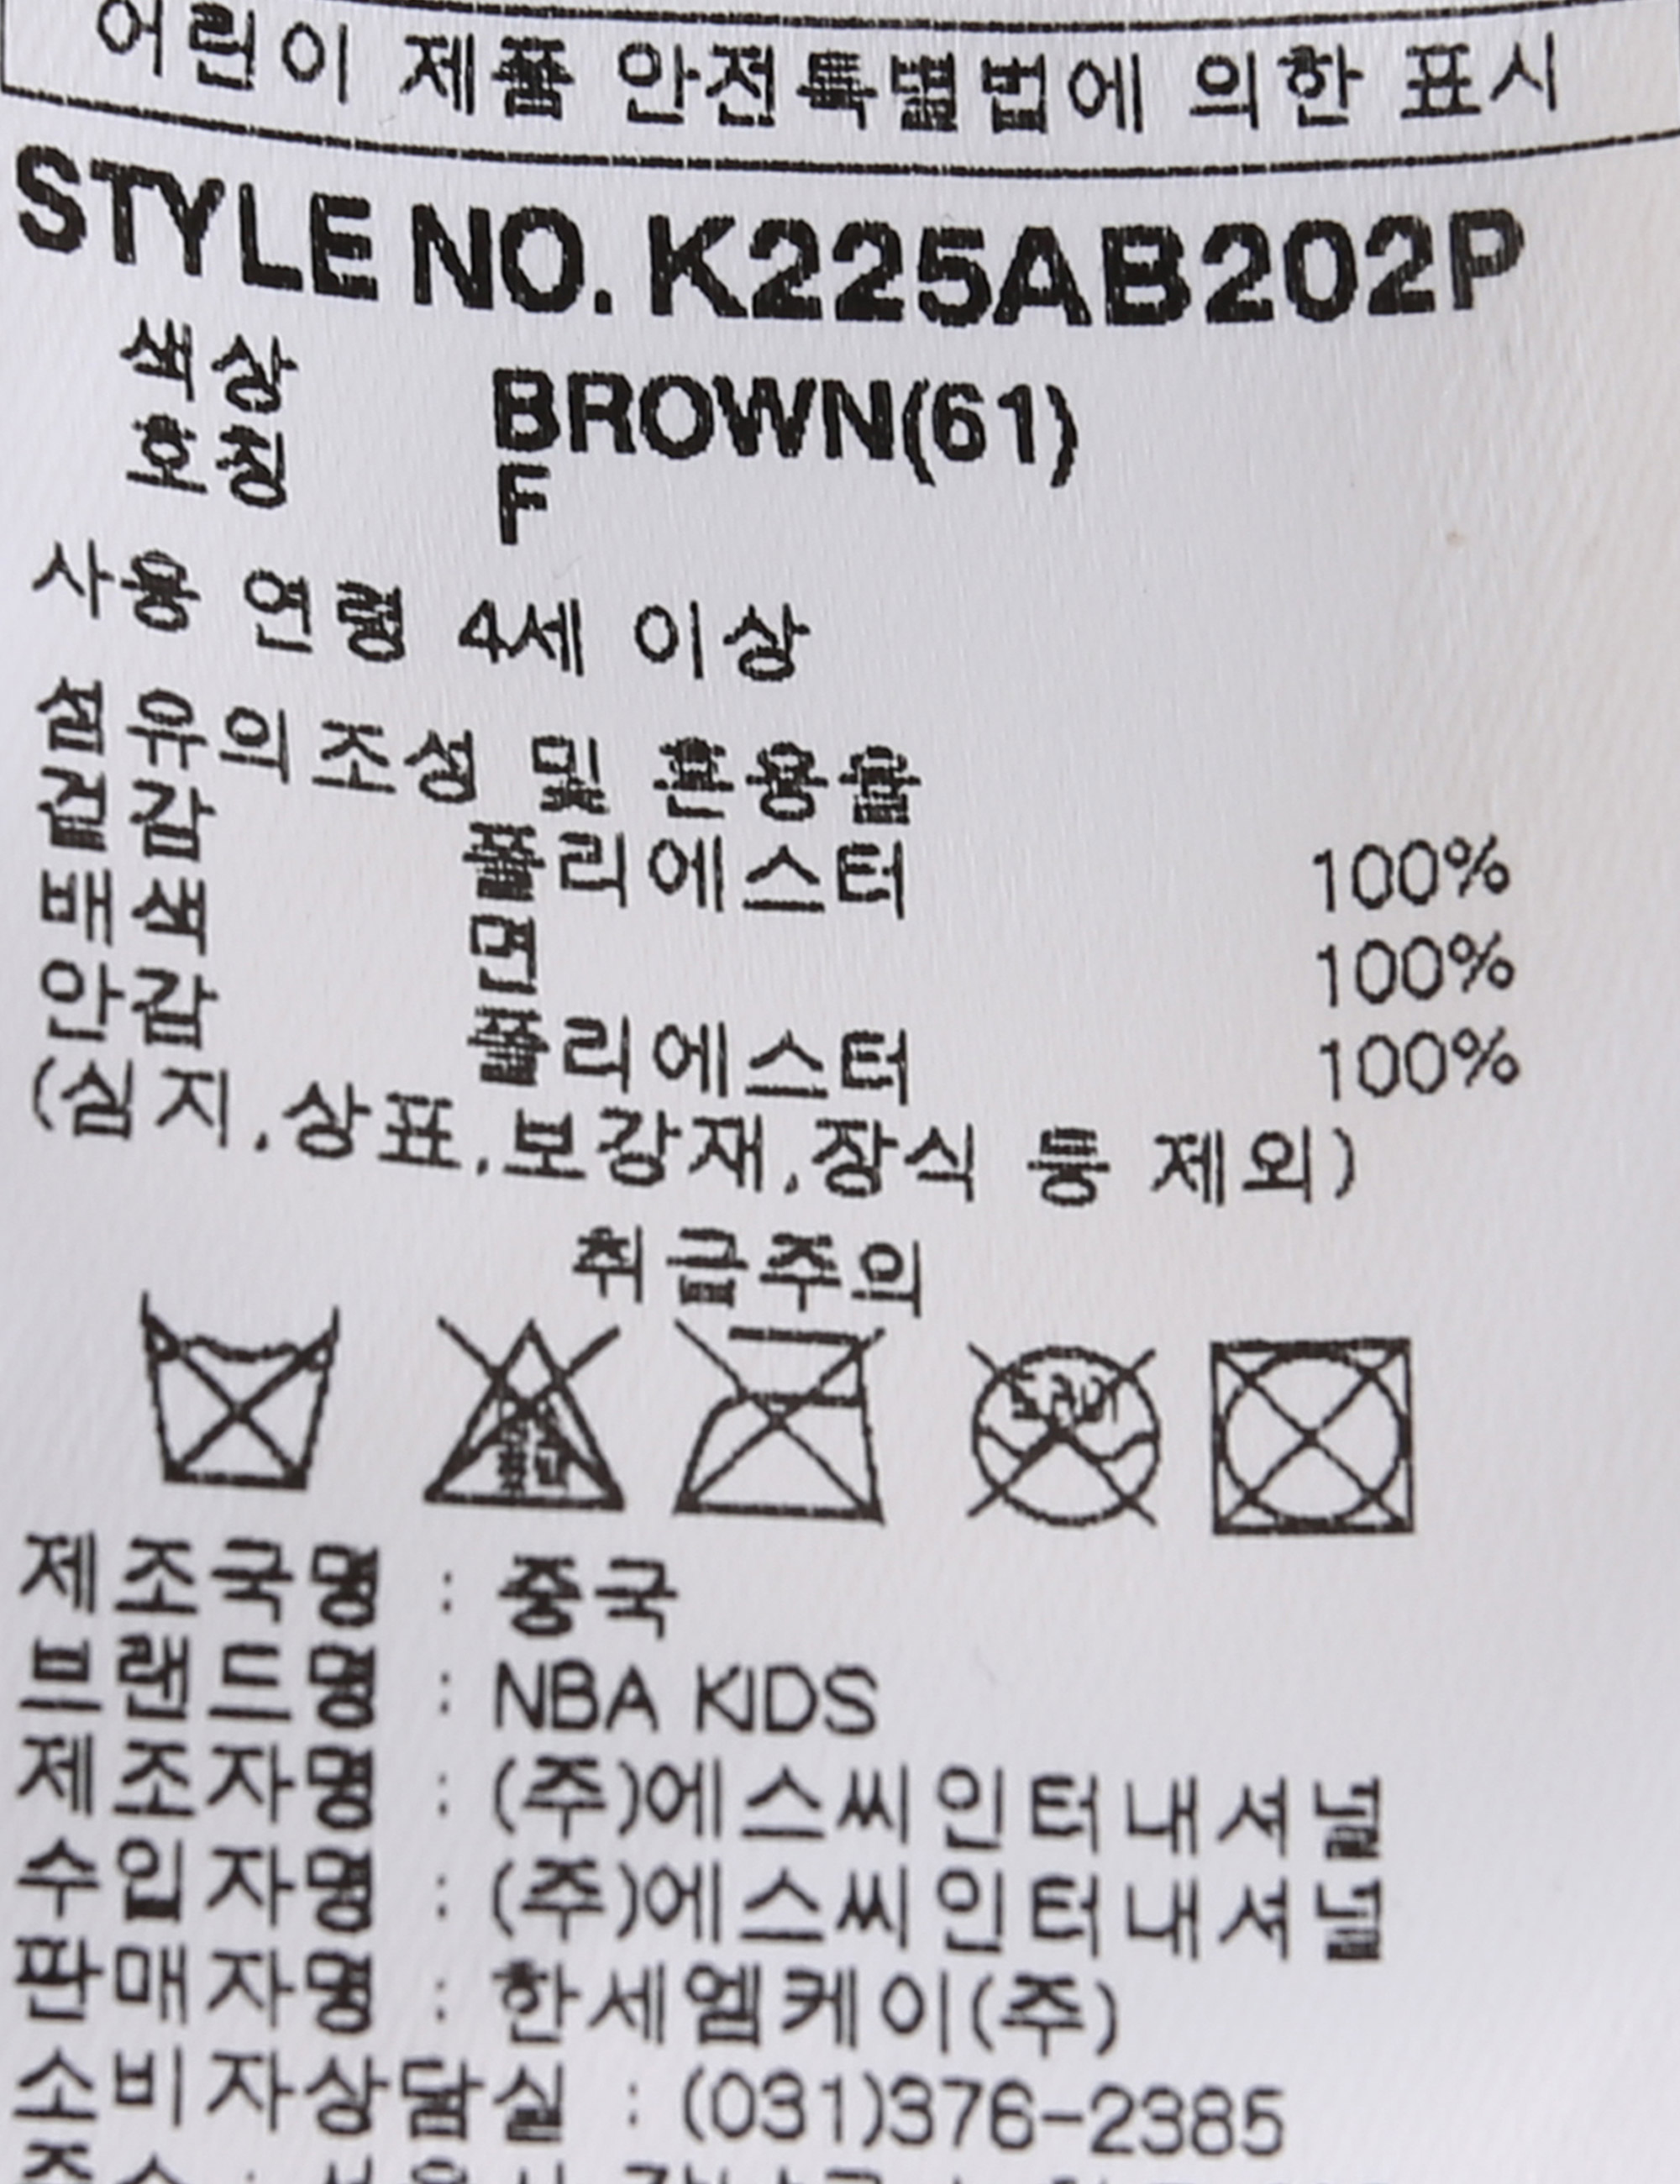 어린이 제품 안전특별법에 의한 표시
STYLE NO. K225AB202P
색상 BROWN(61)
호칭 F
사용 연령 4세 이상
섬유의 조성 및 혼용율
겉감 폴리에스터 100%
배색 면 100%
안감 폴리에스터 100%
(심지,상표,보강재,장식 등 제외)
취급주의
드라이
제조국명 : 중국
브랜드명 : NBA KIDS
제조자명 : (주)에스씨인터내셔널
수입자명 : (주)에스씨인터내셔널
판매자명 : 한세엠케이(주)
소비자상담실 : (031)376-2385